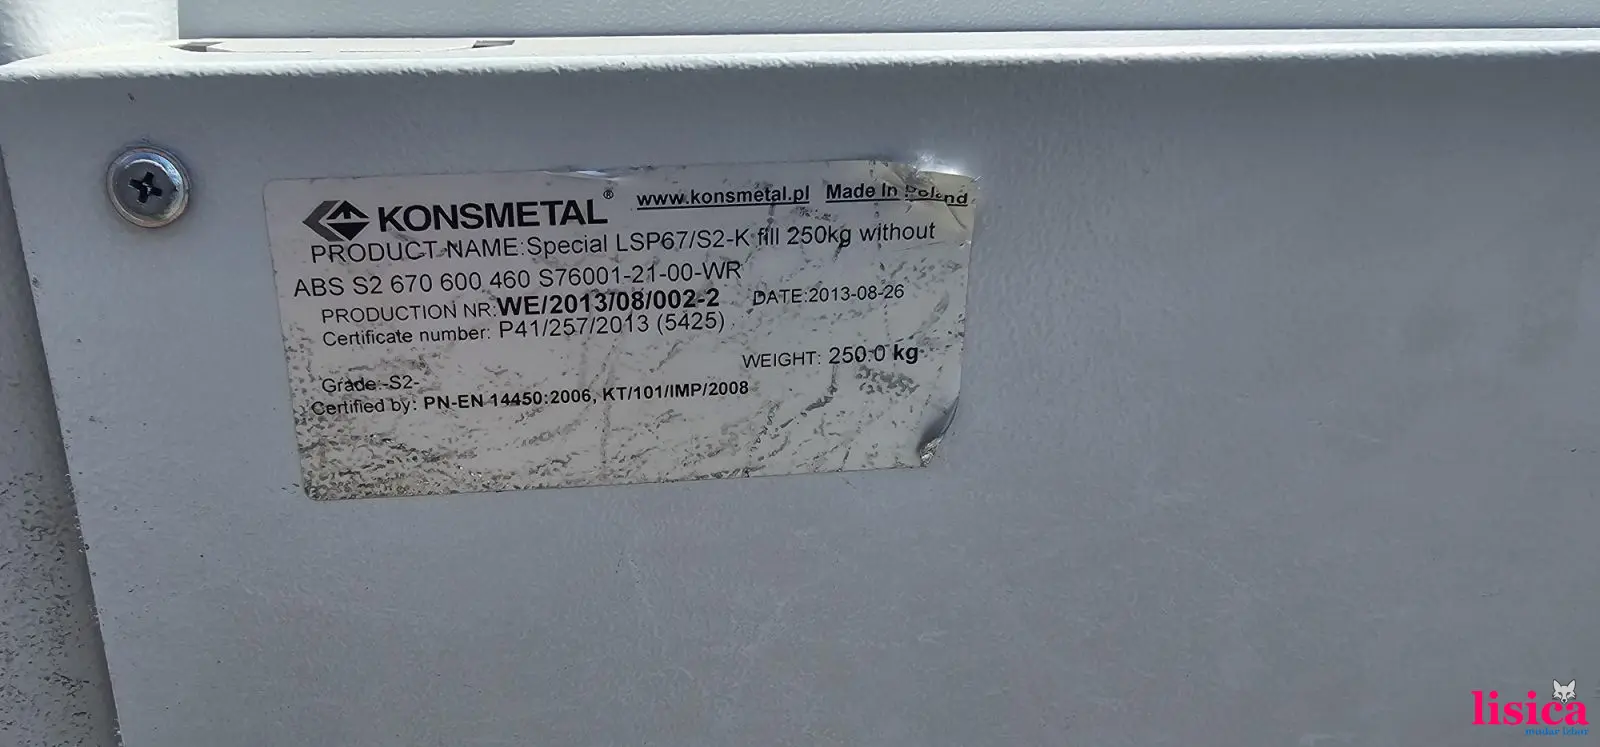 KONSMETAL® www.konsmetal.pl Made In Poland
PRODUCT NAME:Special LSP67/S2-K fill 250kg without
ABS S2 670 600 460 S76001-21-00-WR
PRODUCTION NR:WE/2013/08/002-2 DATE:2013-08-26
Certificate number: P41/257/2013 (5425)
WEIGHT: 250.0 kg
Grade:-S2-
Certified by: PN-EN 14450:2006, KT/101/IMP/2008
lisica
mudar izbor